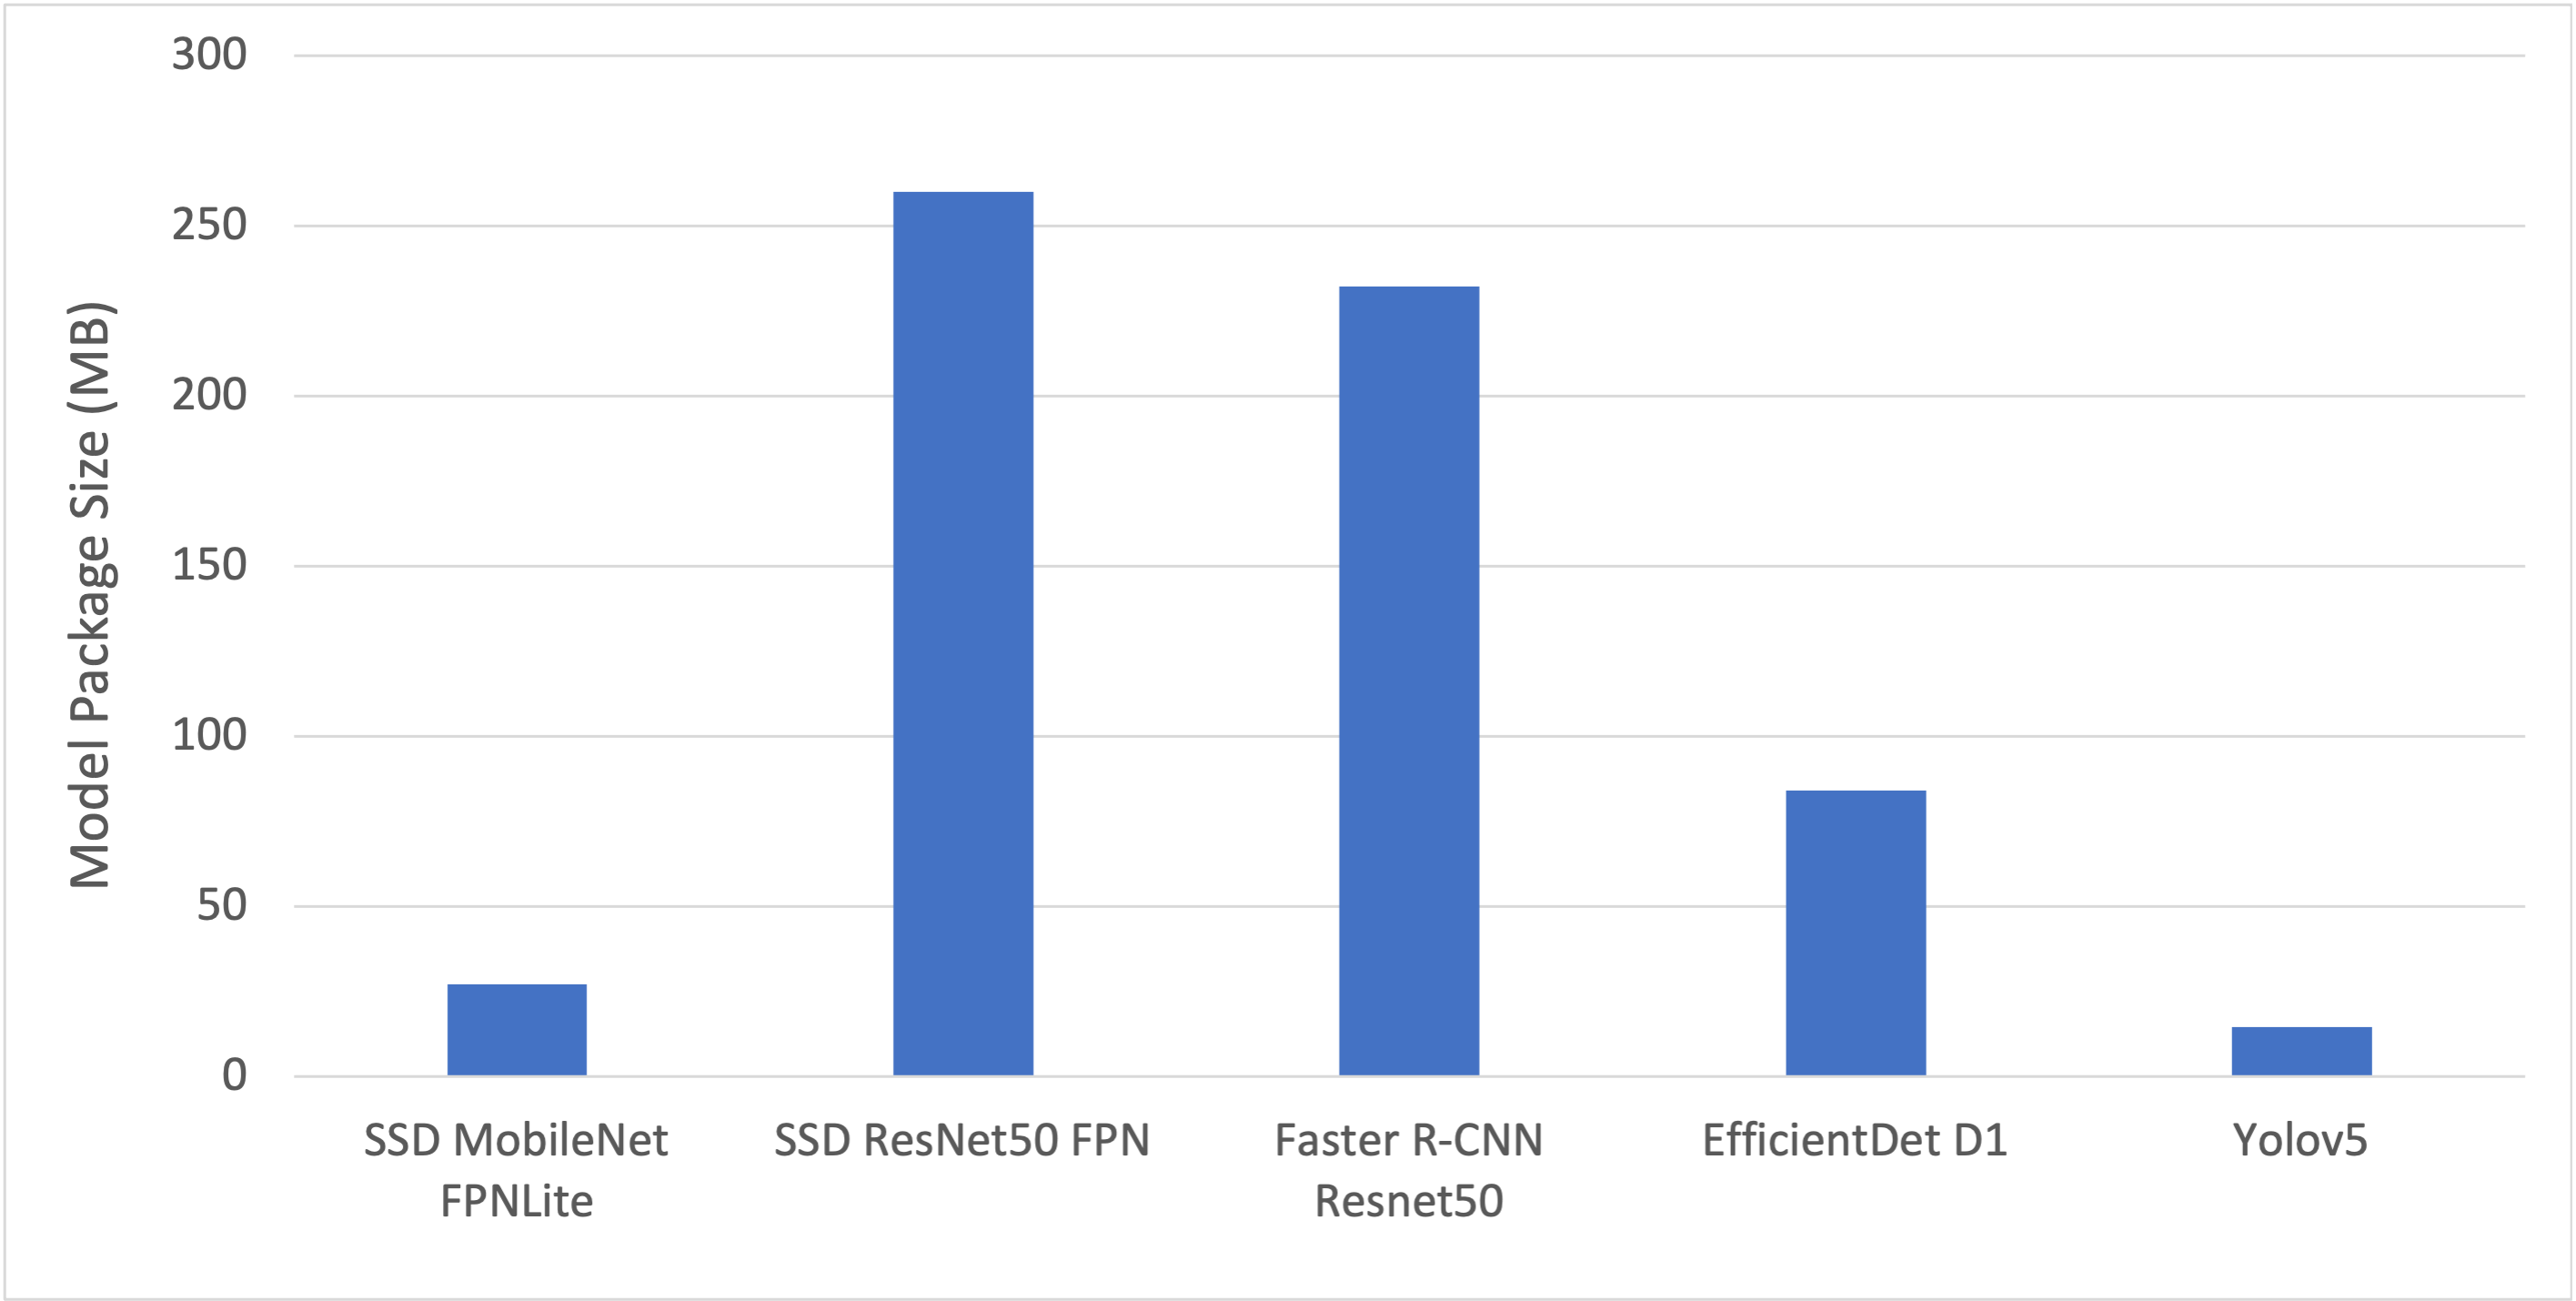 Model Package Size (MB)
300
250
200
150
100
50
0
SSD MobileNet
FPNLite
SSD ResNet50 FPN
Faster R-CNN
Resnet50
EfficientDet D1
Yolov5